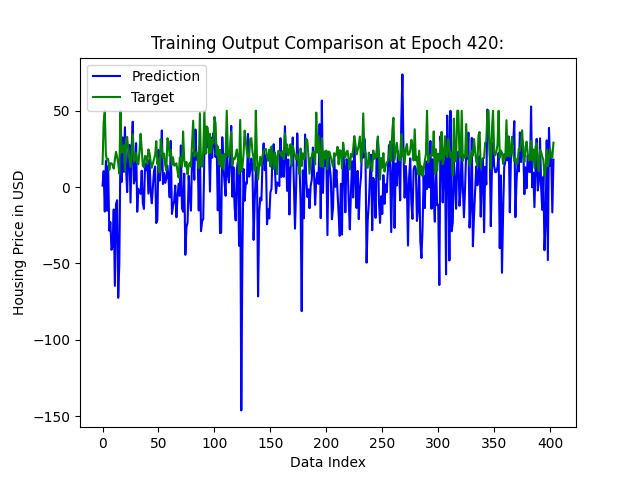 Training Output Comparison at Epoch 420:
Prediction
Target
Housing Price in USD
50
0
−50
−100
−150
0 50 100 150 200 250 300 350 400
Data Index